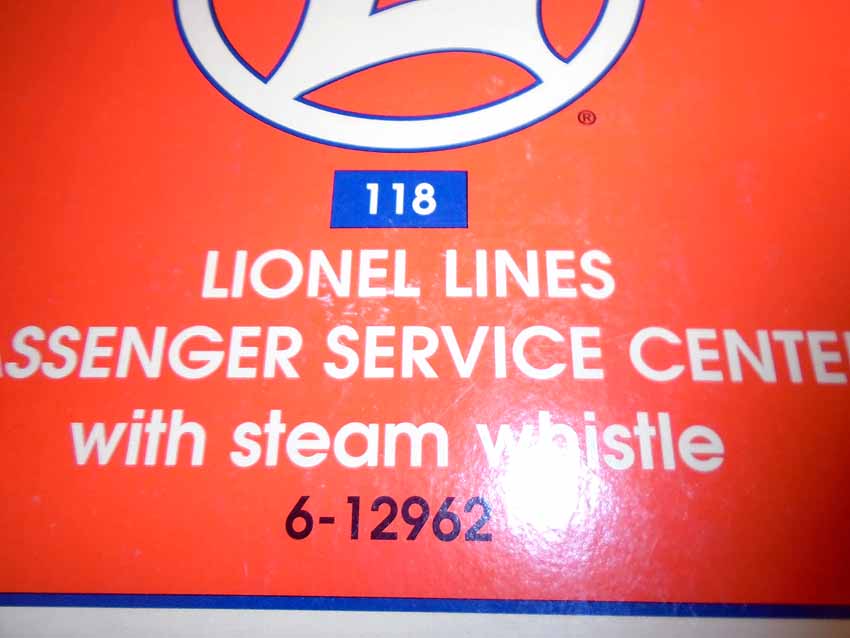 ®
118
LIONEL LINES
ASSENGER SERVICE CENTE
with steam whistle
6-12962